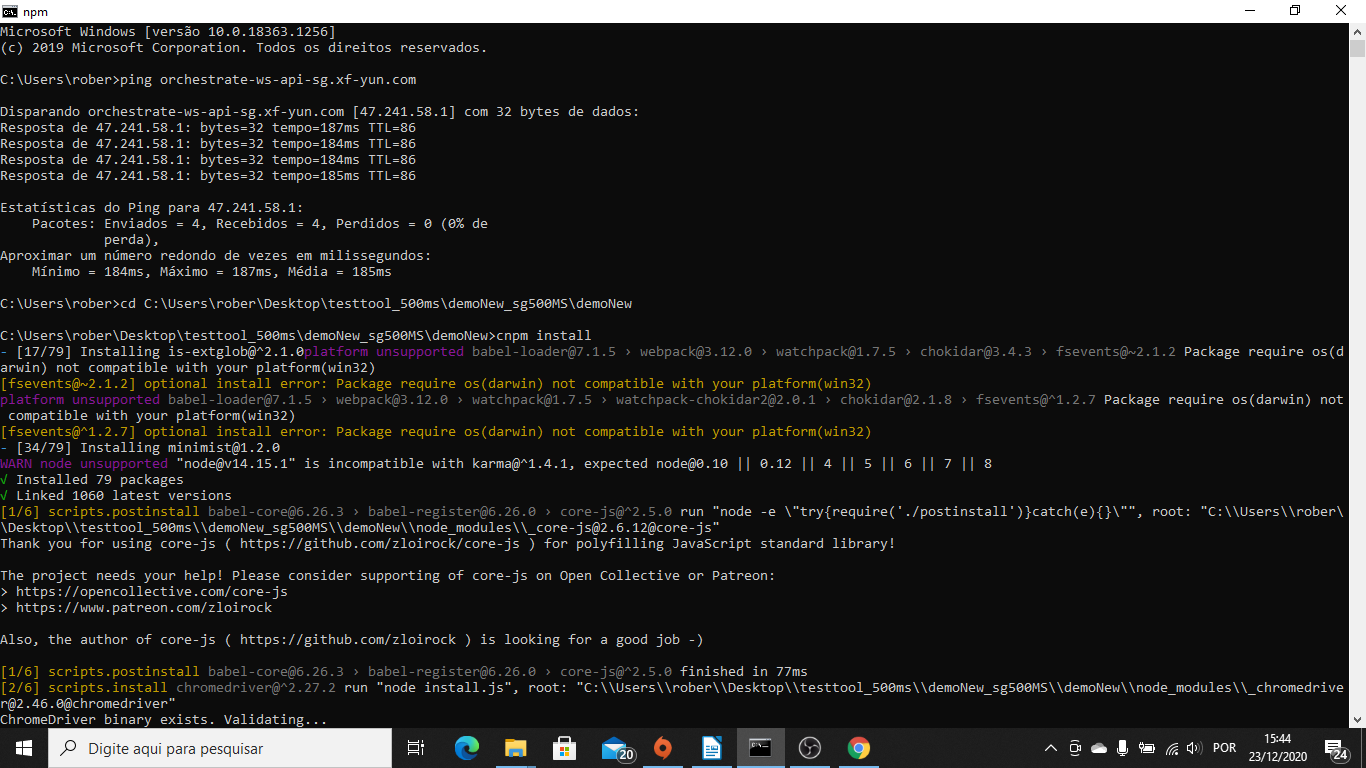 npm
Microsoft Windows [versão 10.0.18363.1256]
(c) 2019 Microsoft Corporation. Todos os direitos reservados.
C:\Users\rober>ping orchestrate-ws-api-sg.xf-yun.com
Disparando orchestrate-ws-api-sg.xf-yun.com [47.241.58.1] com 32 bytes de dados:
Resposta de 47.241.58.1: bytes=32 tempo=187ms TTL=86
Resposta de 47.241.58.1: bytes=32 tempo=184ms TTL=86
Resposta de 47.241.58.1: bytes=32 tempo=184ms TTL=86
Resposta de 47.241.58.1: bytes=32 tempo=185ms TTL=86
Estatísticas do Ping para 47.241.58.1:
Pacotes: Enviados = 4, Recebidos = 4, Perdidos = 0 (0% de
perda),
Aproximar um número redondo de vezes em milissegundos:
Mínimo = 184ms, Máximo = 187ms, Média = 185ms
C:\Users\rober>cd C:\Users\rober\Desktop\testtool_500ms\demoNew_sg500MS\demoNew
C:\Users\rober\Desktop\testtool_500ms\demoNew_sg500MS\demoNew>cnpm install
- [17/79] Installing is-extglob@^2.1.0platform unsupported babel-loader@7.1.5 › webpack@3.12.0 › watchpack@1.7.5 › chokidar@3.4.3 › fsevents@~2.1.2 Package require os(d
arwin) not compatible with your platform(win32)
[fsevents@~2.1.2] optional install error: Package require os(darwin) not compatible with your platform(win32)
platform unsupported babel-loader@7.1.5 › webpack@3.12.0 › watchpack@1.7.5 › watchpack-chokidar2@2.0.1 › chokidar@2.1.8 › fsevents@^1.2.7 Package require os(darwin) not
compatible with your platform(win32)
[fsevents@^1.2.7] optional install error: Package require os(darwin) not compatible with your platform(win32)
- [34/79] Installing minimist@1.2.0
WARN node unsupported "node@v14.15.1" is incompatible with karma@^1.4.1, expected node@0.10 || 0.12 || 4 || 5 || 6 || 7 || 8
√ Installed 79 packages
√ Linked 1060 latest versions
[1/6] scripts.postinstall babel-core@6.26.3 › babel-register@6.26.0 › core-js@^2.5.0 run "node -e \"try{require('./postinstall')}catch(e){}\"", root: "C:\\Users\\rober\
\Desktop\\testtool_500ms\\demoNew_sg500MS\\demoNew\\node_modules\\_core-js@2.6.12@core-js"
Thank you for using core-js ( https://github.com/zloirock/core-js ) for polyfilling JavaScript standard library!
The project needs your help! Please consider supporting of core-js on Open Collective or Patreon:
> https://opencollective.com/core-js
> https://www.patreon.com/zloirock
Also, the author of core-js ( https://github.com/zloirock ) is looking for a good job -)
[1/6] scripts.postinstall babel-core@6.26.3 › babel-register@6.26.0 › core-js@^2.5.0 finished in 77ms
[2/6] scripts.install chromedriver@^2.27.2 run "node install.js", root: "C:\\Users\\rober\\Desktop\\testtool_500ms\\demoNew_sg500MS\\demoNew\\node_modules\\_chromedrive
r@2.46.0@chromedriver"
ChromeDriver binary exists. Validating...
Digite aqui para pesquisar
20
POR
15:44
23/12/2020
24